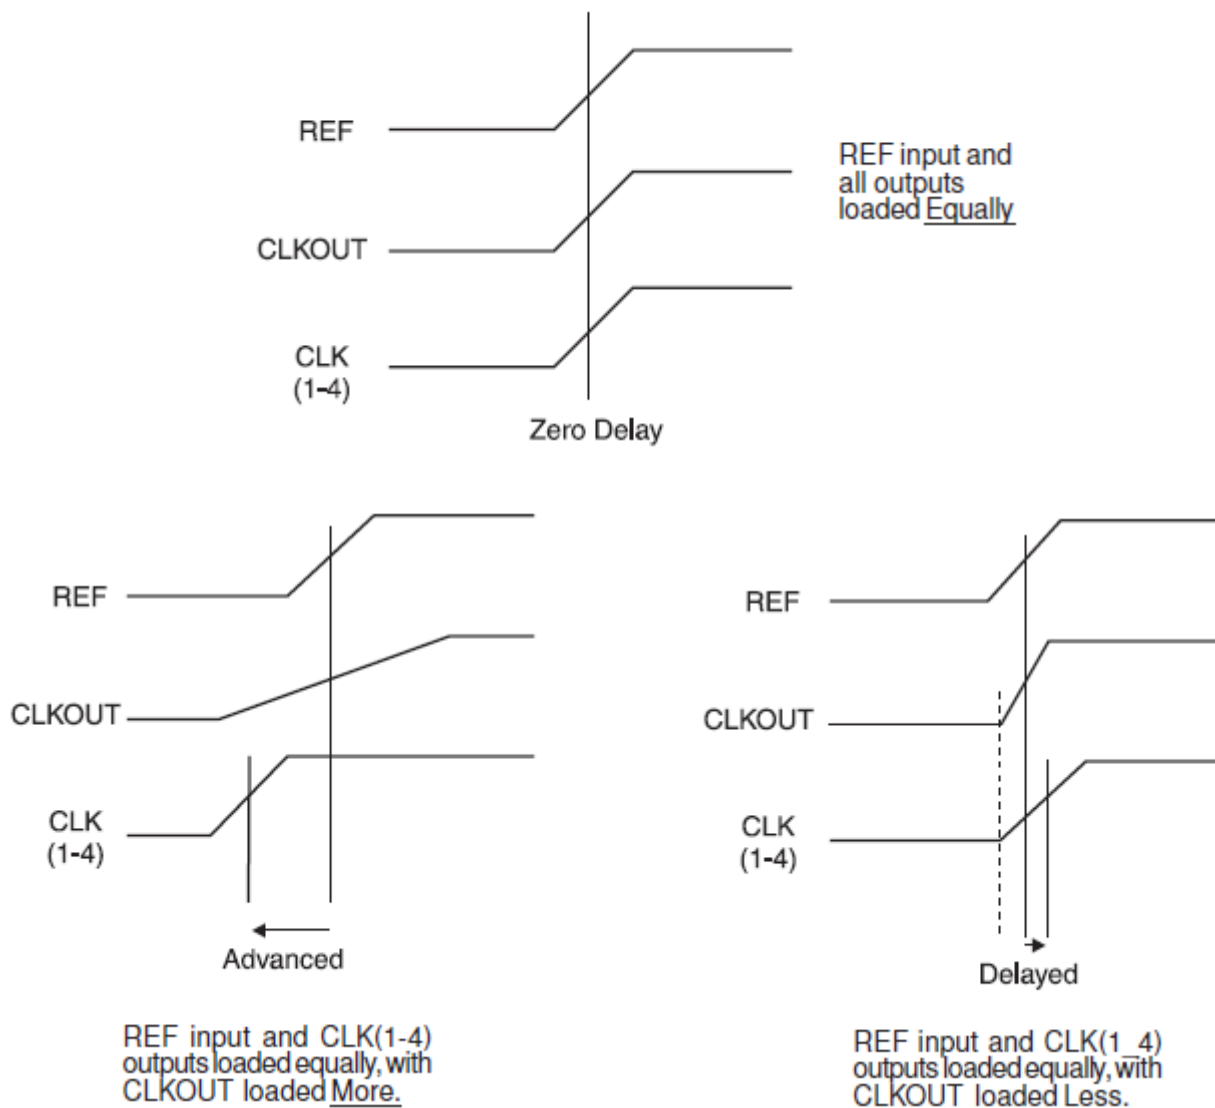 REF
CLKOUT
CLK
(1-4)
REF input and
all outputs
loaded Equally
Zero Delay
REF
CLKOUT
CLK
(1-4)
Advanced
REF input and CLK(1-4)
outputs loaded equally, with
CLKOUT loaded More.
REF
CLKOUT
CLK
(1-4)
Delayed
REF input and CLK(1_4)
outputs loaded equally, with
CLKOUT loaded Less.